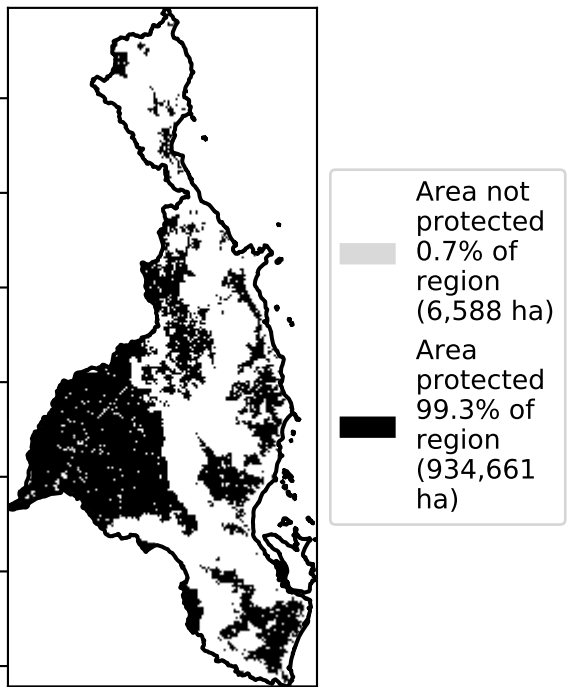 Area not
protected
0.7% of
region
(6,588 ha)
Area
protected
99.3% of
region
(934,661
ha)